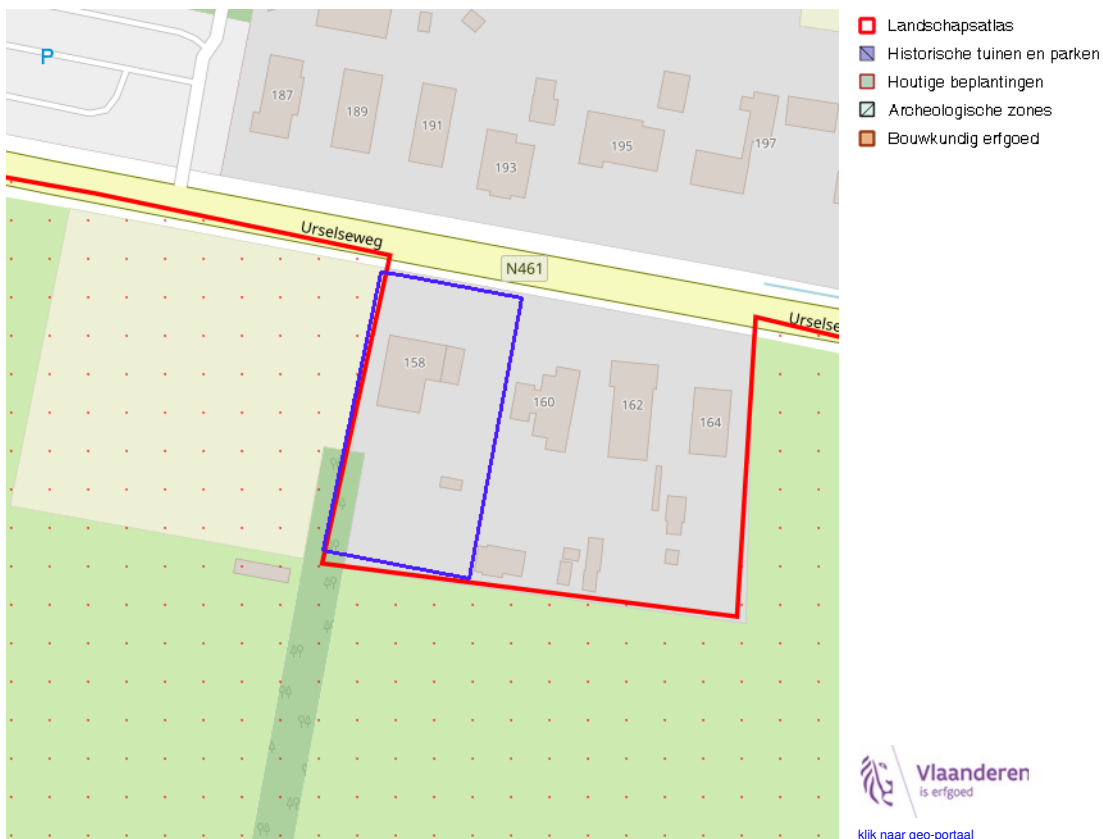 P
187
189
191
193
195
197
Urselseweg
N461
Urselse
158
160
162
164
Landschapsatlas
Historische tuinen en parken
Houtige beplantingen
Archeologische zones
Bouwkundig erfgoed
Vlaanderen
is erfgoed
klik naar geo-portaal